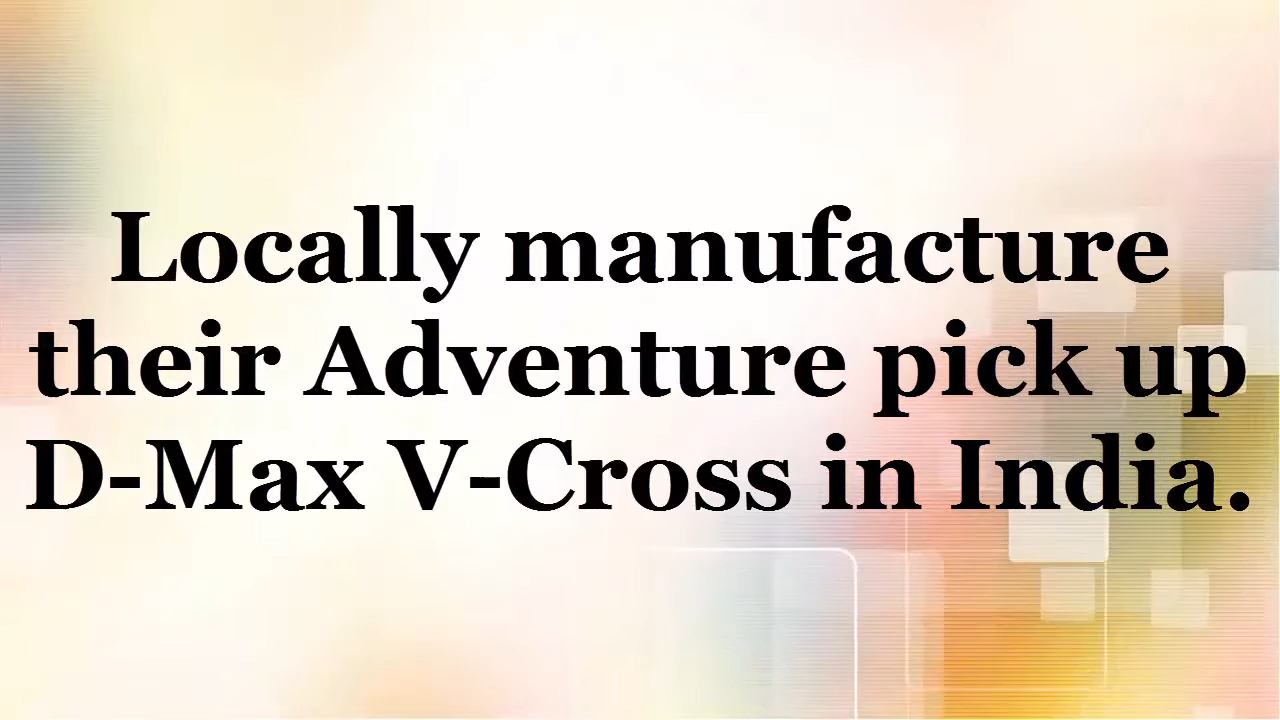 Locally manufacture
their Adventure pick up
D-Max V-Cross in India.